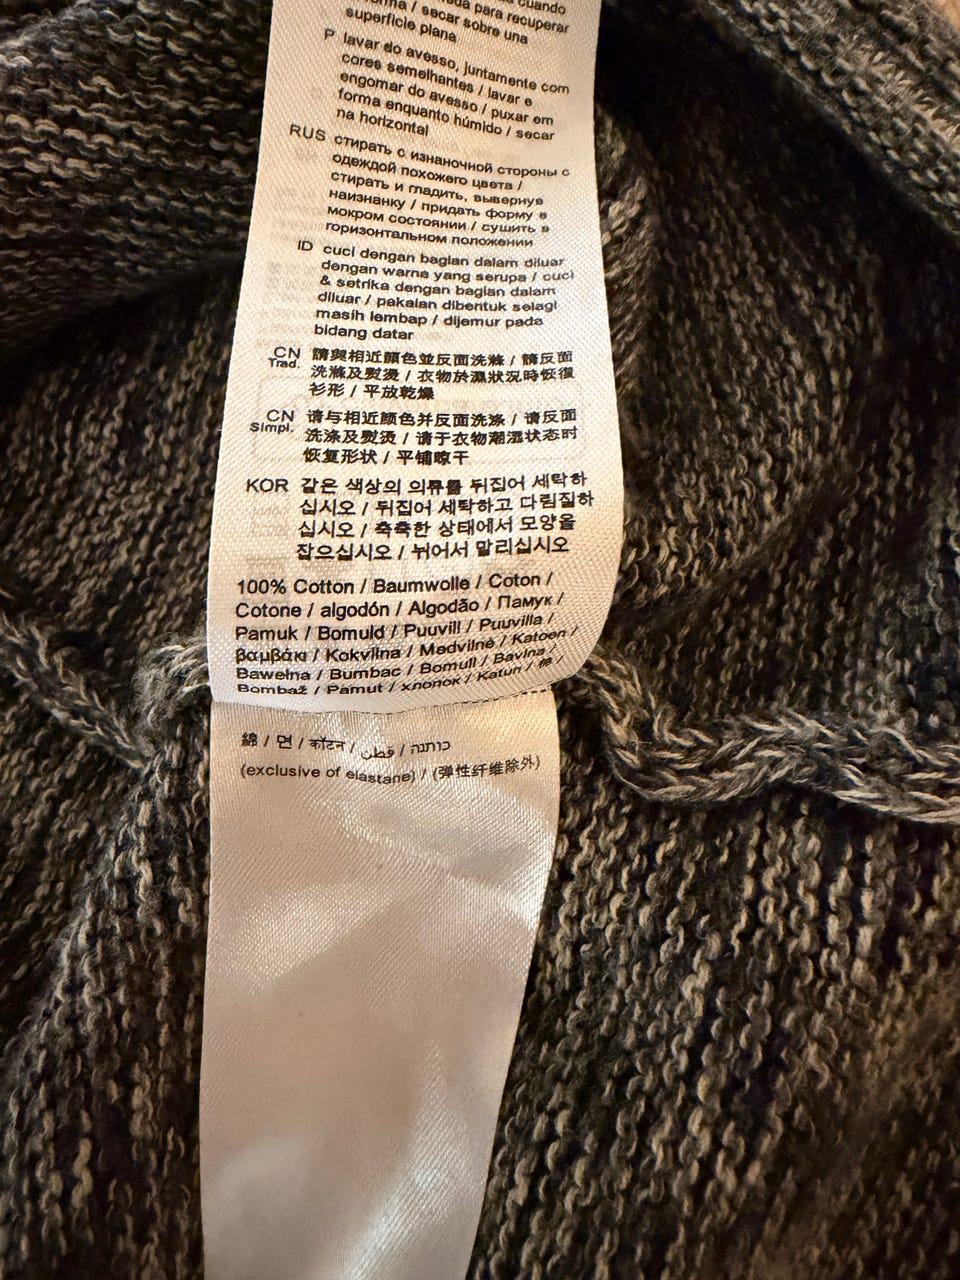 cuando
para recuperar
forma / secar sobre una
superficie plana
P lavar do avesso, juntamente com
cores semelhantes / lavar e
engomar do avesso / puxar em
forma enquanto húmido / secar
na horizontal
RUS стирать с изнаночной стороны с
одеждой похожего цвета /
стирать и гладить, вывернув
наизнанку / придать форму в
мокром состоянии / сушить в
горизонтальном положении
ID cuci dengan bagian dalam diluar
dengan warna yang serupa / cuci
& setrika dengan bagian dalam
diluar / pakaian dibentuk selagi
masih lembap / dijemur pada
bidang datar
CN Trad.請與相近顏色並反面洗滌 / 請反面
洗滌及熨燙 / 衣物於濕狀況時恢復
衫形 / 平放乾燥
CN Simpl. 请与相近颜色并反面洗涤 / 请反面
洗涤及熨烫 / 请于衣物潮湿状态时
恢复形状 / 平铺晾干
KOR 같은 색상의 의류를 뒤집어 세탁하
십시오 / 뒤집어 세탁하고 다림질하
십시오 / 축축한 상태에서 모양을
잡으십시오 / 뉘어서 말리십시오
100% Cotton / Baumwolle / Coton /
Cotone / algodón / Algodão / Памук /
Pamuk / Bomuld / Puuvill / Puuvilla /
βαμβάκι / Kokvilna / Medvilnė / Katoen /
Bawełna / Bumbac / Bomull / Bavlna /
Bombaž / Pamut / хлопок / Katun / 棉 /
綿 / 면 / कॉटन / قطن / כותנה
(exclusive of elastane) / (弹性纤维除外)